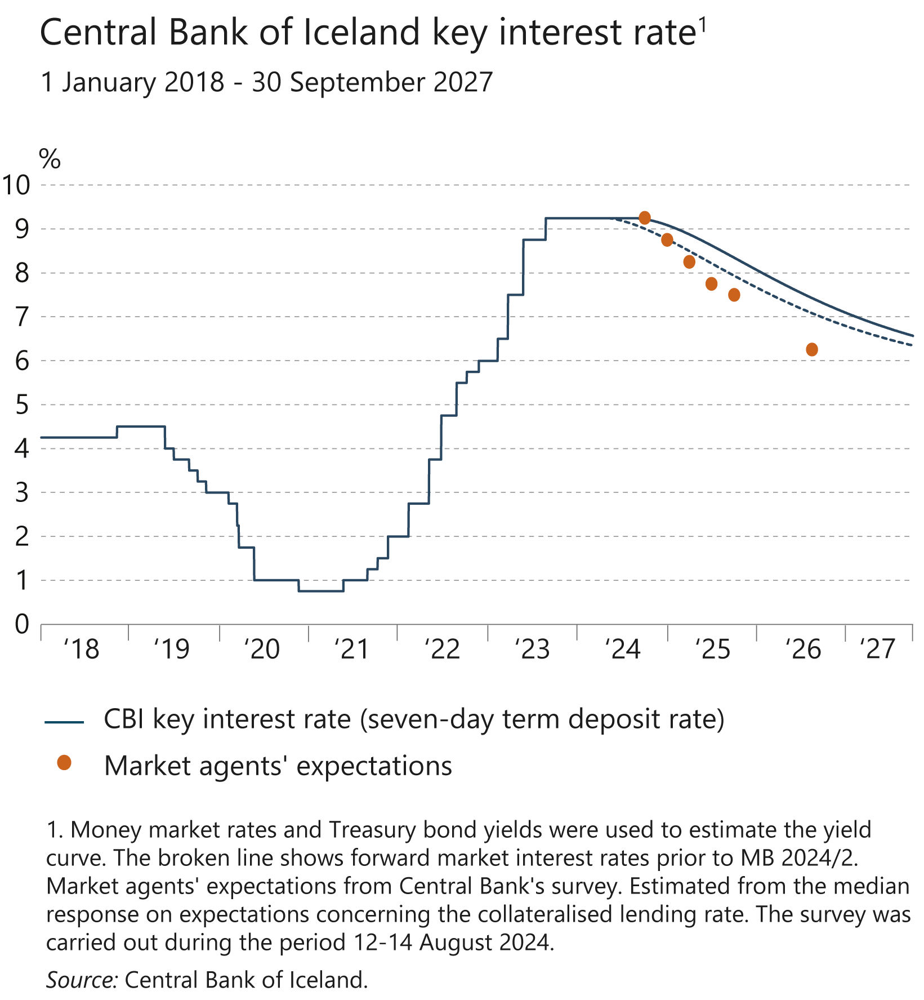 Central Bank of Iceland key interest rate¹
1 January 2018 - 30 September 2027
%
10
9
8
7
6
5
4
3
2
1
0
‘18 ‘19 ‘20 ‘21 ‘22 ‘23 ‘24 ‘25 ‘26 ‘27
CBI key interest rate (seven-day term deposit rate)
Market agents' expectations
1. Money market rates and Treasury bond yields were used to estimate the yield
curve. The broken line shows forward market interest rates prior to MB 2024/2.
Market agents' expectations from Central Bank's survey. Estimated from the median
response on expectations concerning the collateralised lending rate. The survey was
carried out during the period 12-14 August 2024.
Source: Central Bank of Iceland.